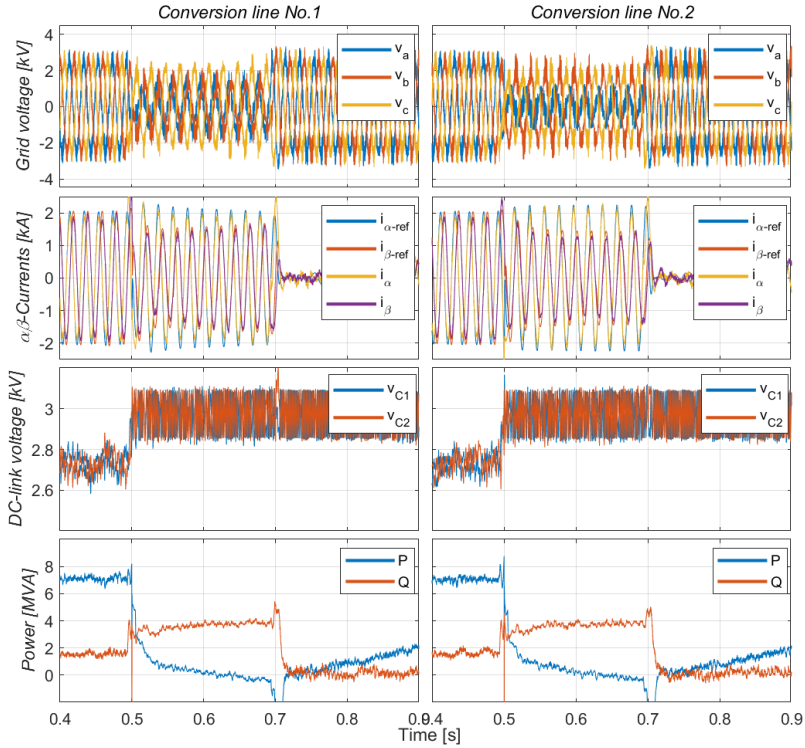 Conversion line No.1
Conversion line No.2
Grid voltage [kV]
4
2
0
-2
-4
v_a
v_b
v_c
v_a
v_b
v_c
αβ-Currents [kA]
2
1
0
-1
-2
i_α-ref
i_β-ref
i_α
i_β
i_α-ref
i_β-ref
i_α
i_β
DC-link voltage [kV]
3
2.8
2.6
v_C1
v_C2
v_C1
v_C2
Power [MVA]
8
6
4
2
0
P
Q
P
Q
0.4 0.5 0.6 0.7 0.8 0.9
0.4 0.5 0.6 0.7 0.8 0.9
Time [s]